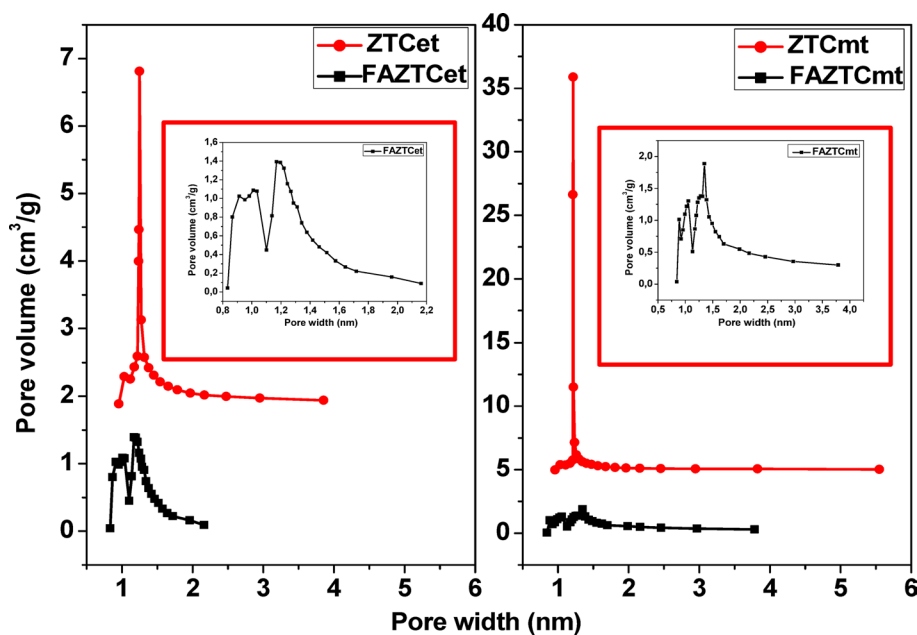 ZTCet
FAZTCet
7
6
5
4
3
2
1
0
Pore volume (cm³/g)
1 2 3 4 5 6
FAZTCet
1,6
1,4
1,2
1,0
0,8
0,6
0,4
0,2
0,0
Pore volume (cm³/g)
0,8 1,0 1,2 1,4 1,6 1,8 2,0 2,2
Pore width (nm)
ZTCmt
FAZTCmt
40
35
30
25
20
15
10
5
0
0 1 2 3 4 5 6
FAZTCmt
2,0
1,5
1,0
0,5
0,0
Pore volume (cm³/g)
0,5 1,0 1,5 2,0 2,5 3,0 3,5 4,0
Pore width (nm)
Pore width (nm)